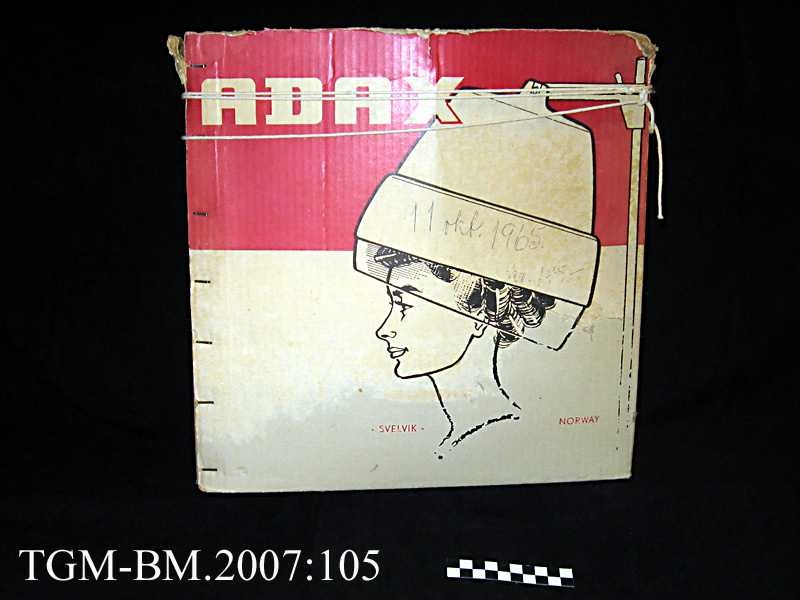 ADAX
11 okt. 1965.
- SVELVIK -
NORWAY
TGM-BM.2007:105